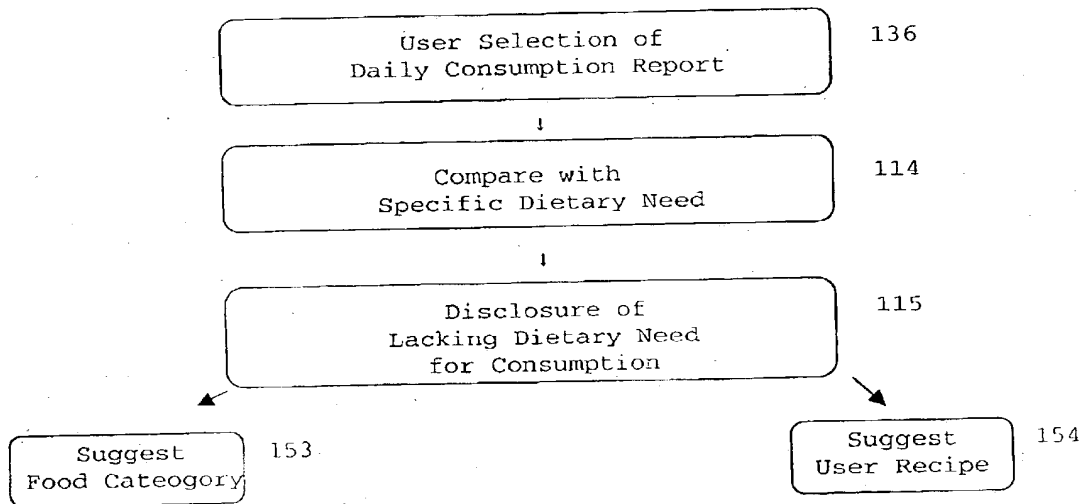 User Selection of
Daily Consumption Report
136
Compare with
Specific Dietary Need
114
Disclosure of
Lacking Dietary Need
for Consumption
115
Suggest
Food Cateogory
153
Suggest
User Recipe
154